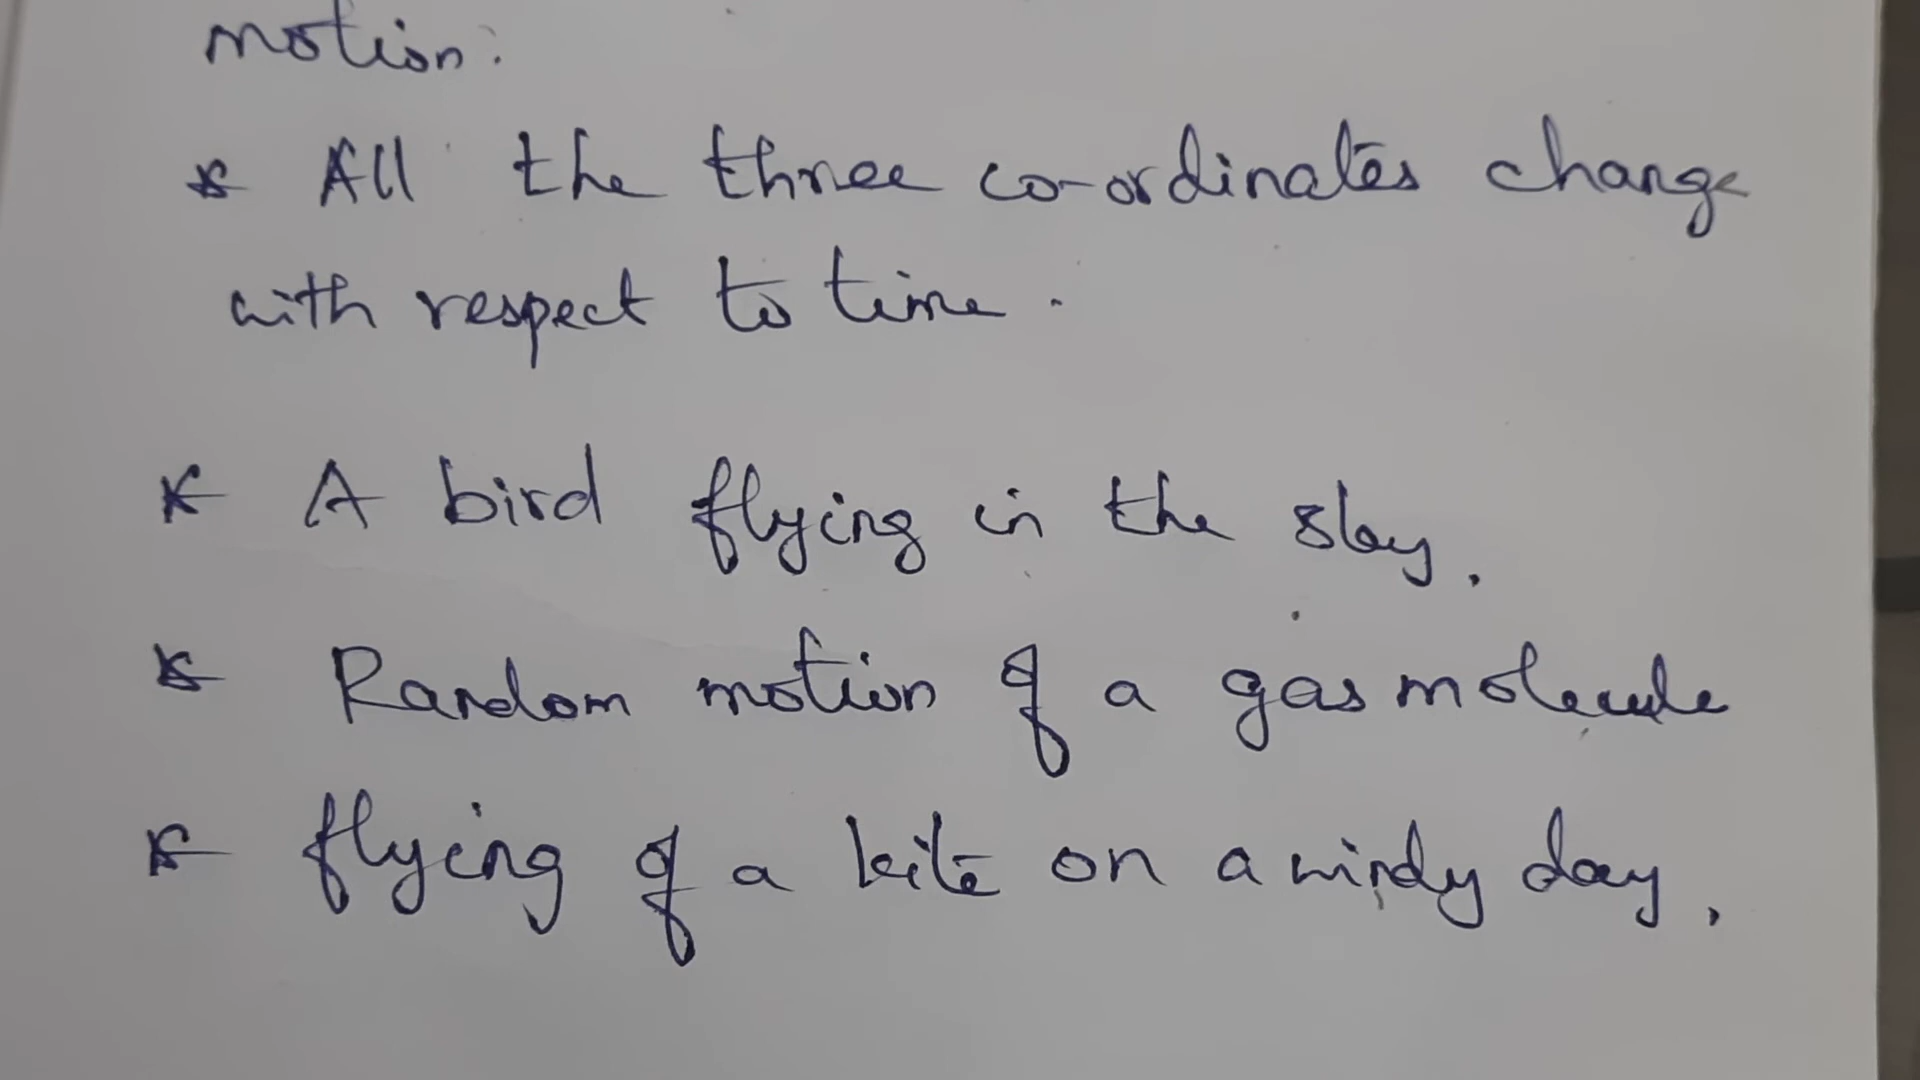 motion:
* All the three co-ordinates change
with respect to time.
* A bird flying in the sky.
* Random motion of a gas molecule
* flying of a kite on a windy day.